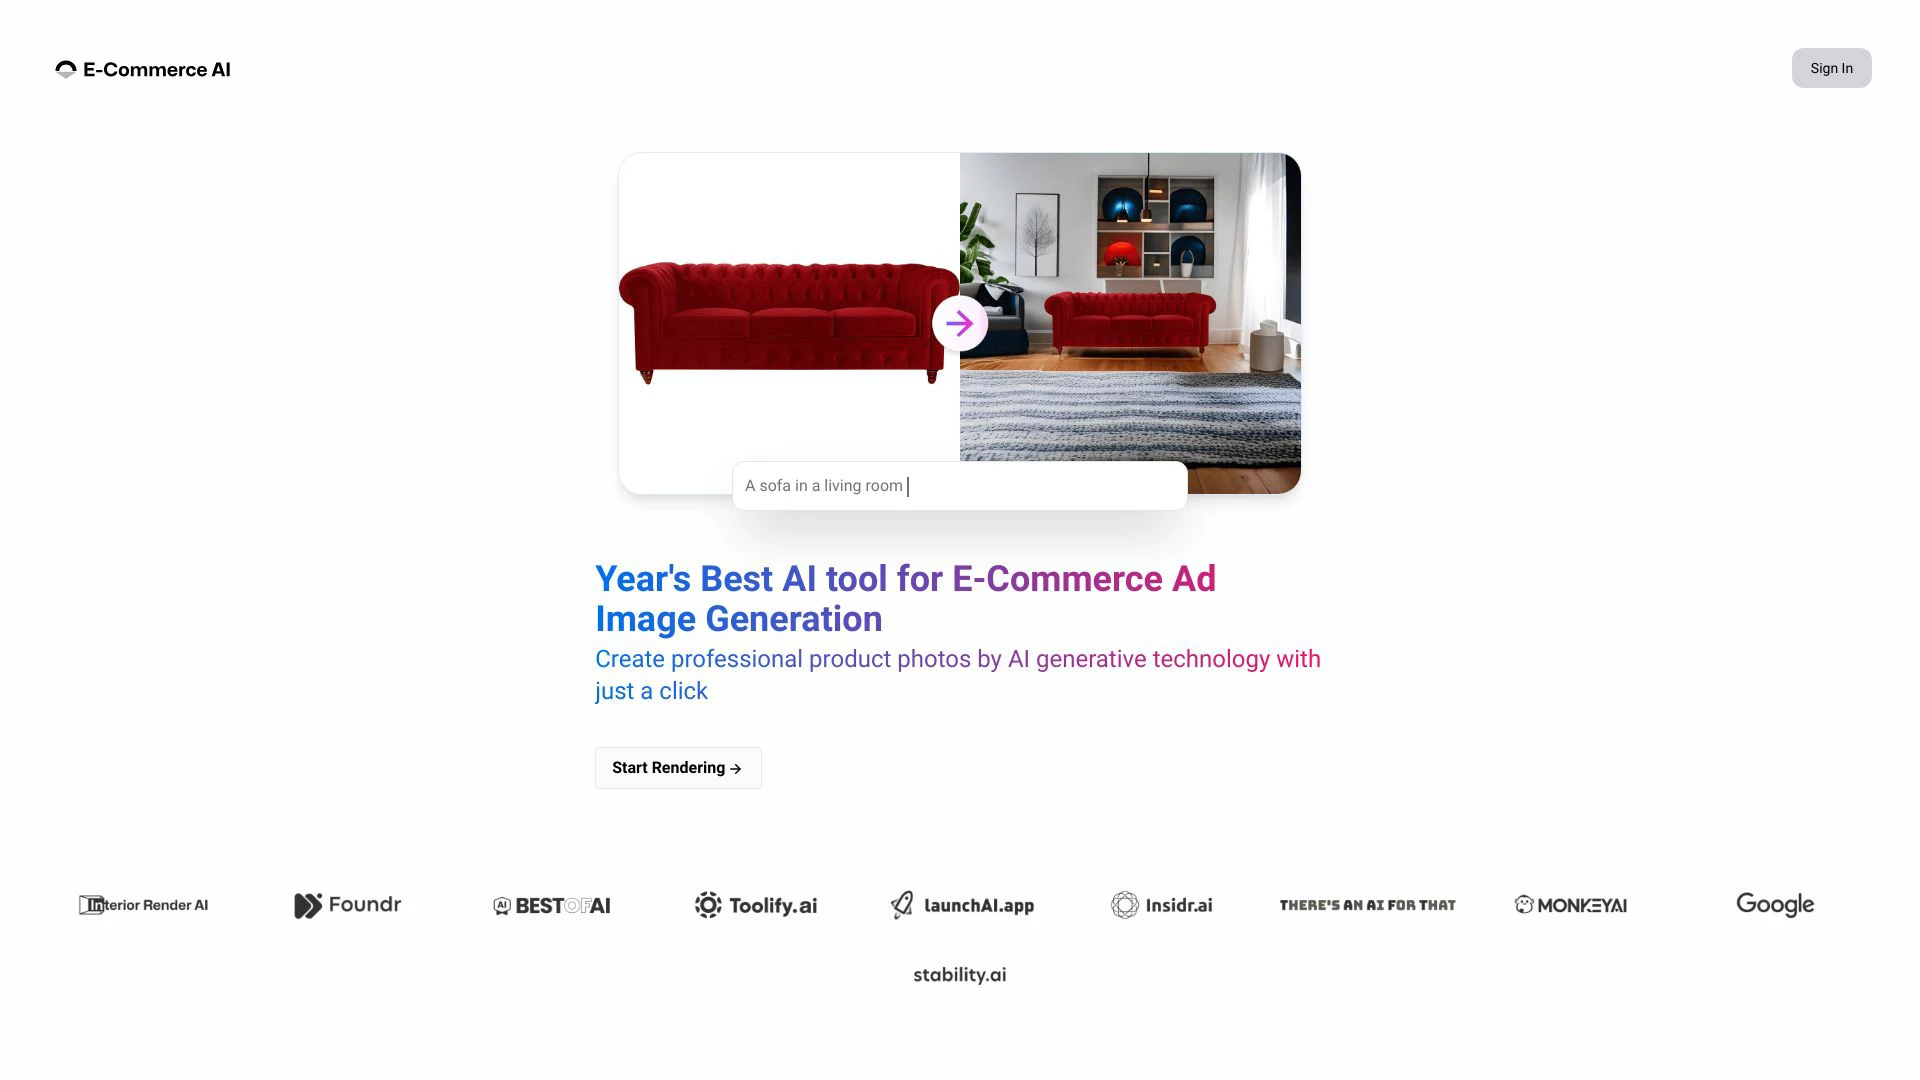 E-Commerce AI
Sign In
A sofa in a living room
Year's Best AI tool for E-Commerce Ad
Image Generation
Create professional product photos by AI generative technology with
just a click
Start Rendering →
Interior Render AI
Foundr
AI BESTOFAI
Toolify.ai
launchAI.app
Insidr.ai
THERE'S AN AI FOR THAT
MONKEYAI
Google
stability.ai